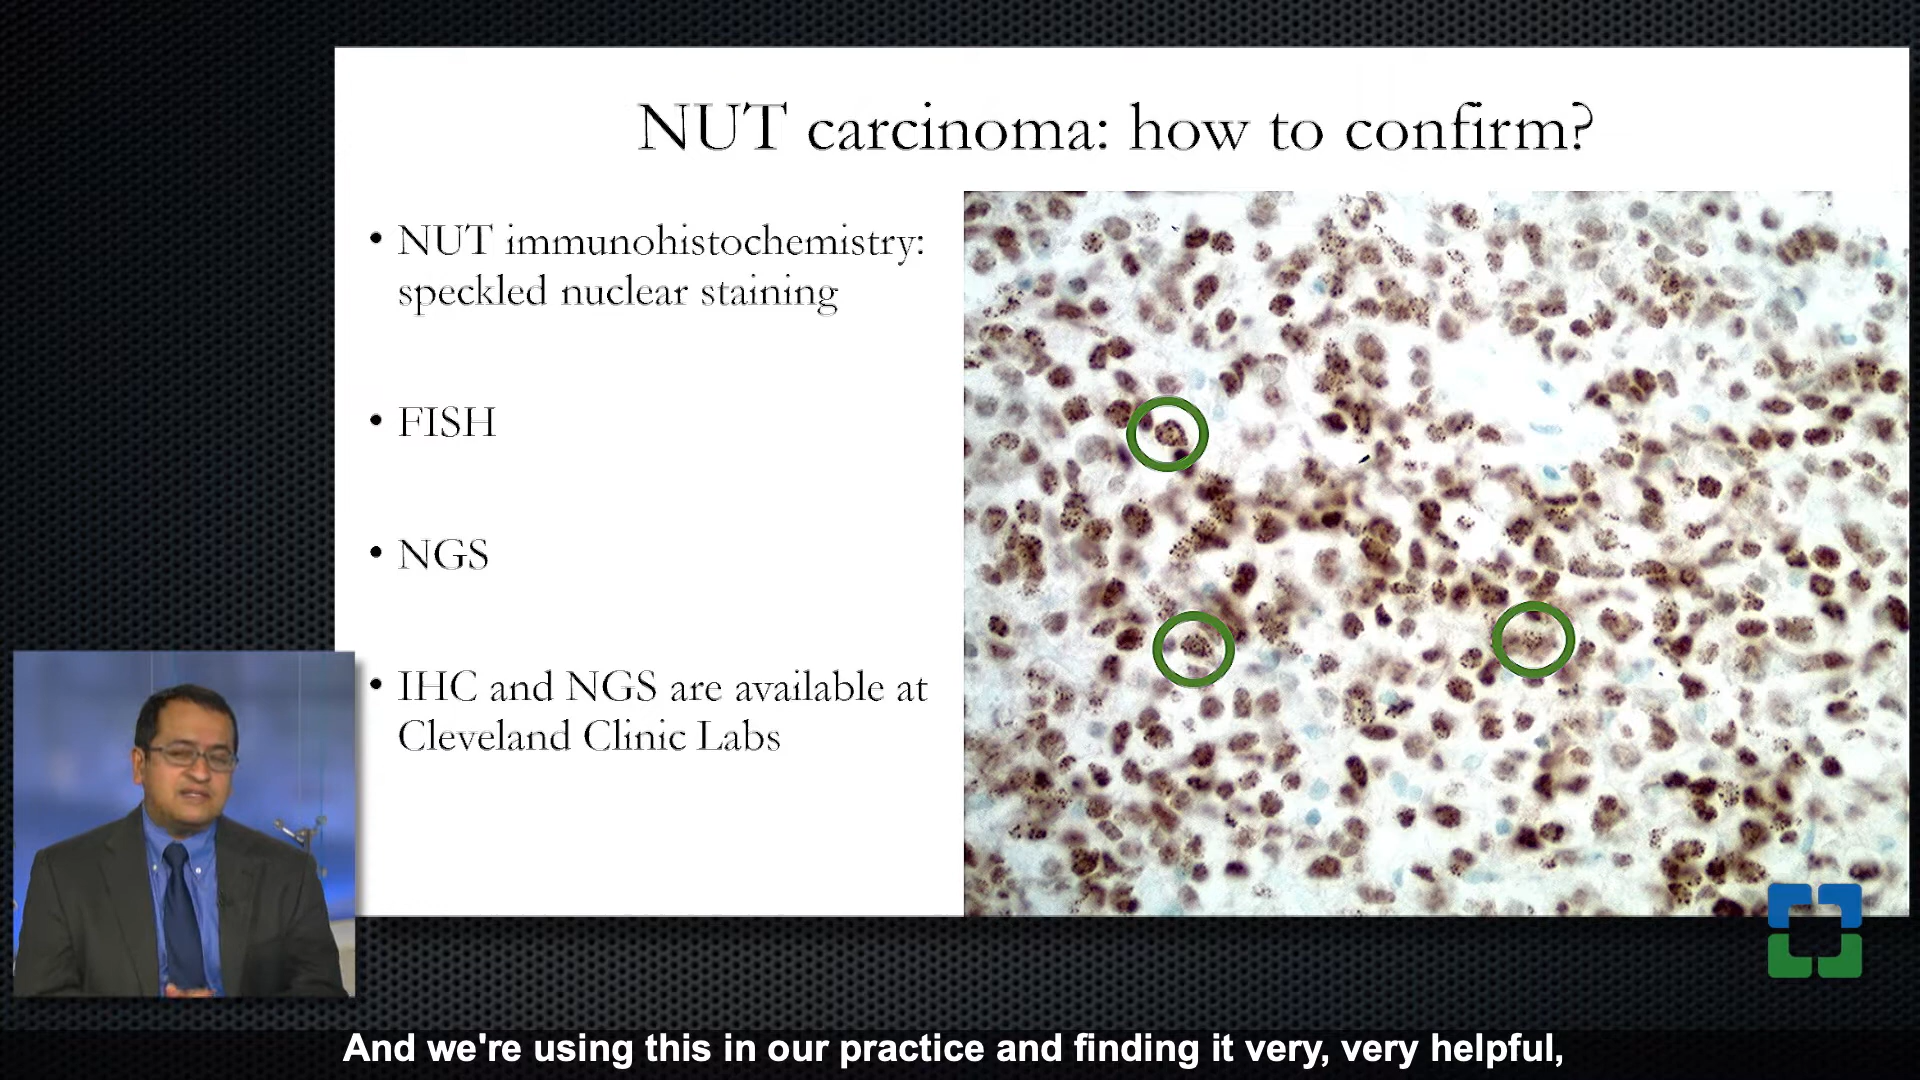 NUT carcinoma: how to confirm?
• NUT immunohistochemistry:
speckled nuclear staining
• FISH
• NGS
• IHC and NGS are available at
Cleveland Clinic Labs
And we're using this in our practice and finding it very, very helpful,